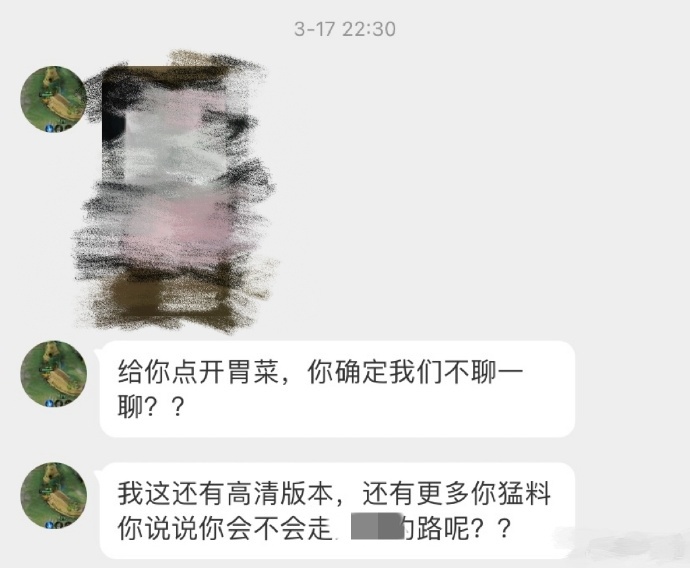 3-17 22:30
给你点开胃菜，你确定我们不聊一
聊？？
我这还有高清版本，还有更多你猛料
你说说你会不会走 路呢？？